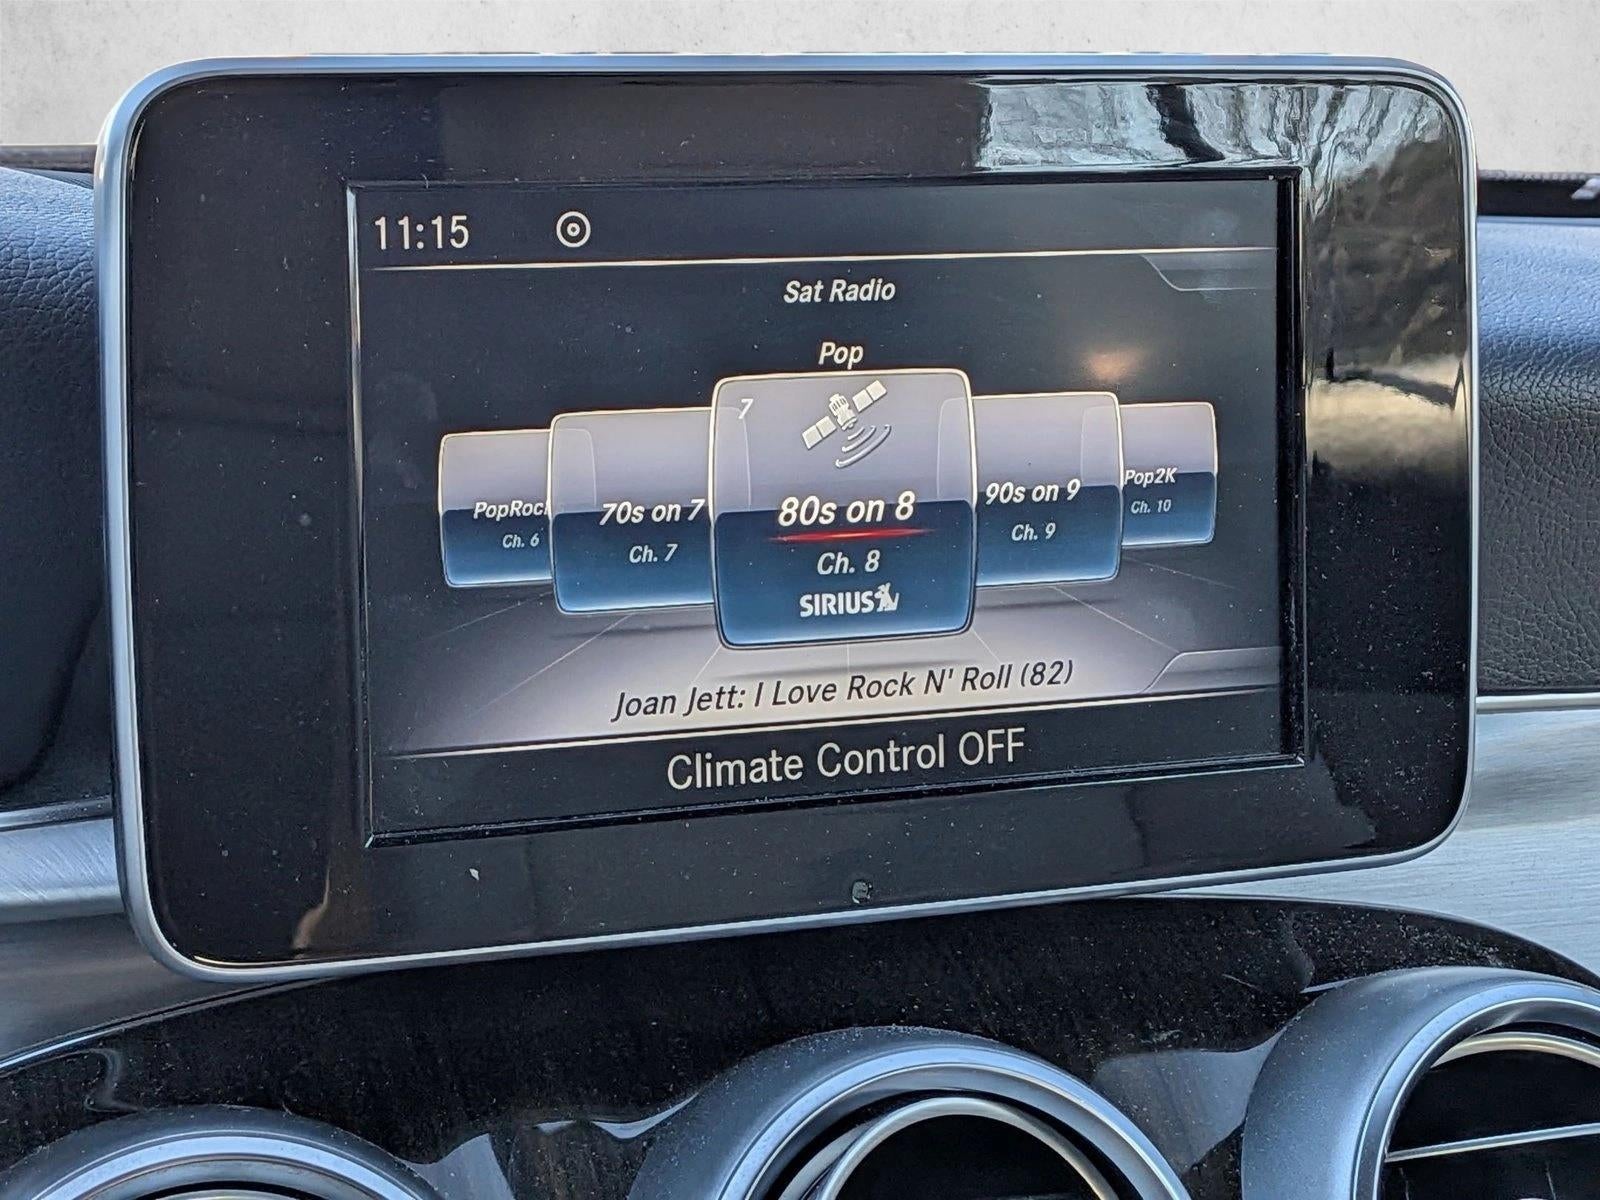 11:15
Sat Radio
Pop
7
PopRock
Ch. 6
70s on 7
Ch. 7
80s on 8
Ch. 8
SIRIUS
90s on 9
Ch. 9
Pop2K
Ch. 10
Joan Jett: I Love Rock N' Roll (82)
Climate Control OFF